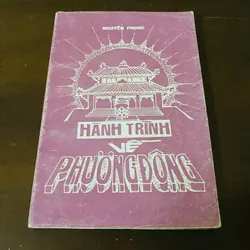 NGUYÊN PHONG
HÀNH TRÌNH
VỀ
PHƯƠNG ĐÔNG